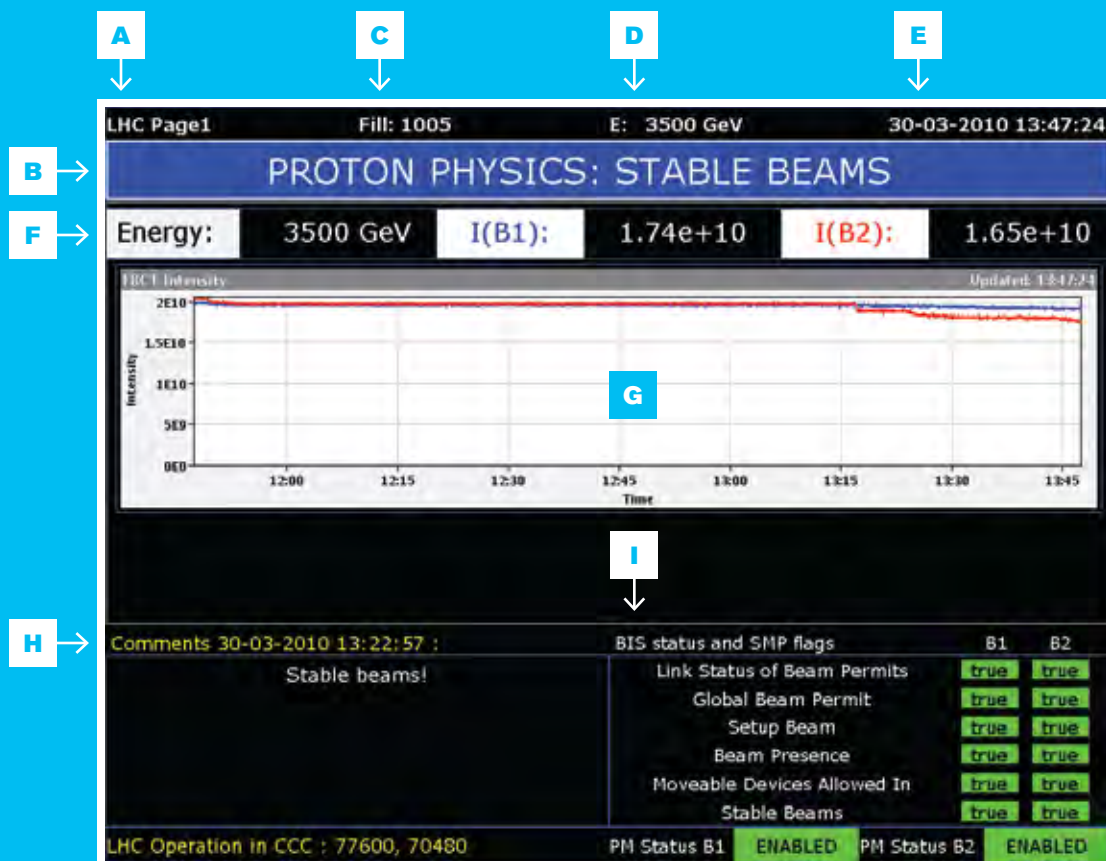 A C D E
LHC Page1 Fill: 1005 E: 3500 GeV 30-03-2010 13:47:24
B PROTON PHYSICS: STABLE BEAMS
F Energy: 3500 GeV I(B1): 1.74e+10 I(B2): 1.65e+10
FBCT Intensity Updated: 13:47:24
2E10
1.5E10
1E10
5E9
0E0
Intensity
G
12:00 12:15 12:30 12:45 13:00 13:15 13:30 13:45
Time
I
H Comments 30-03-2010 13:22:57 : BIS status and SMP flags B1 B2
Stable beams! Link Status of Beam Permits true true
Global Beam Permit true true
Setup Beam true true
Beam Presence true true
Moveable Devices Allowed In true true
Stable Beams true true
LHC Operation in CCC : 77600, 70480 PM Status B1 ENABLED PM Status B2 ENABLED